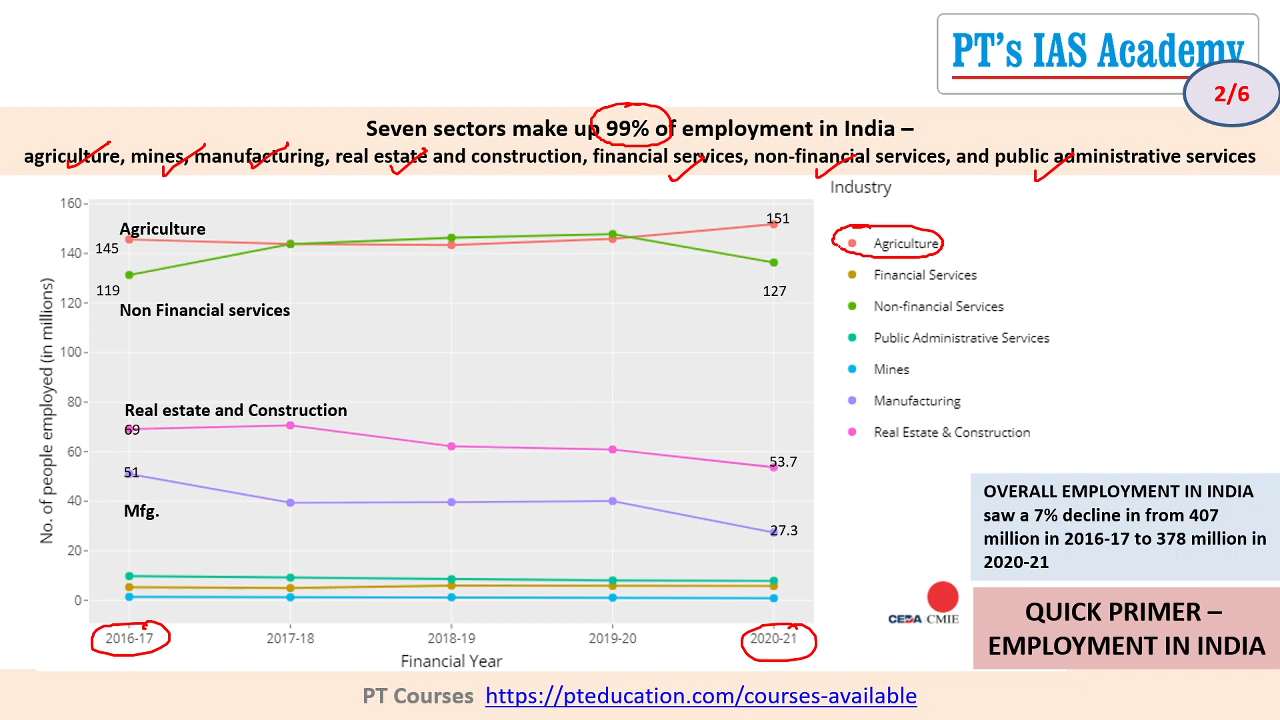 PT's IAS Academy
2/6
Seven sectors make up 99% of employment in India –
agriculture, mines, manufacturing, real estate and construction, financial services, non-financial services, and public administrative services
Industry
Agriculture
Financial Services
Non-financial Services
Public Administrative Services
Mines
Manufacturing
Real Estate & Construction
No. of people employed (in millions)
160
140
120
100
80
60
40
20
0
Agriculture
145
151
119
127
Non Financial services
Real estate and Construction
69
53.7
51
Mfg.
27.3
2016-17
2017-18
2018-19
2019-20
2020-21
Financial Year
OVERALL EMPLOYMENT IN INDIA
saw a 7% decline in from 407
million in 2016-17 to 378 million in
2020-21
CEDA CMIE
QUICK PRIMER –
EMPLOYMENT IN INDIA
PT Courses https://pteducation.com/courses-available